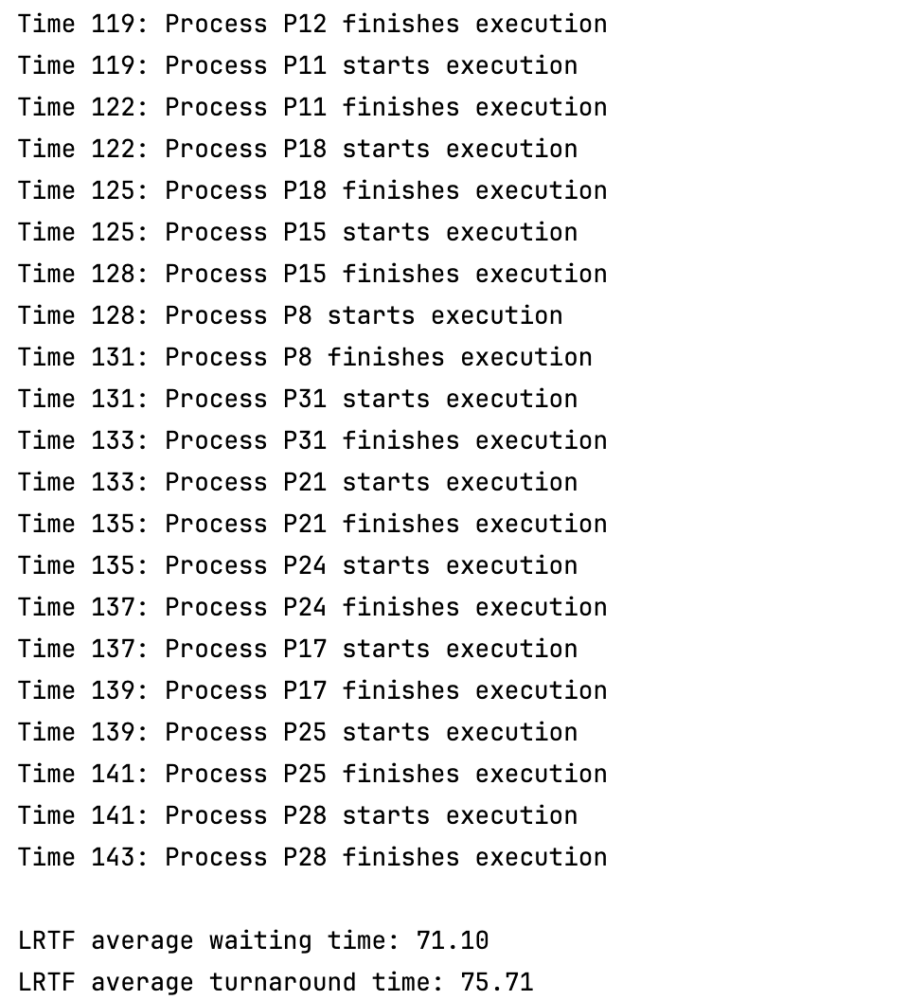 Time 119: Process P12 finishes execution
Time 119: Process P11 starts execution
Time 122: Process P11 finishes execution
Time 122: Process P18 starts execution
Time 125: Process P18 finishes execution
Time 125: Process P15 starts execution
Time 128: Process P15 finishes execution
Time 128: Process P8 starts execution
Time 131: Process P8 finishes execution
Time 131: Process P31 starts execution
Time 133: Process P31 finishes execution
Time 133: Process P21 starts execution
Time 135: Process P21 finishes execution
Time 135: Process P24 starts execution
Time 137: Process P24 finishes execution
Time 137: Process P17 starts execution
Time 139: Process P17 finishes execution
Time 139: Process P25 starts execution
Time 141: Process P25 finishes execution
Time 141: Process P28 starts execution
Time 143: Process P28 finishes execution
LRTF average waiting time: 71.10
LRTF average turnaround time: 75.71